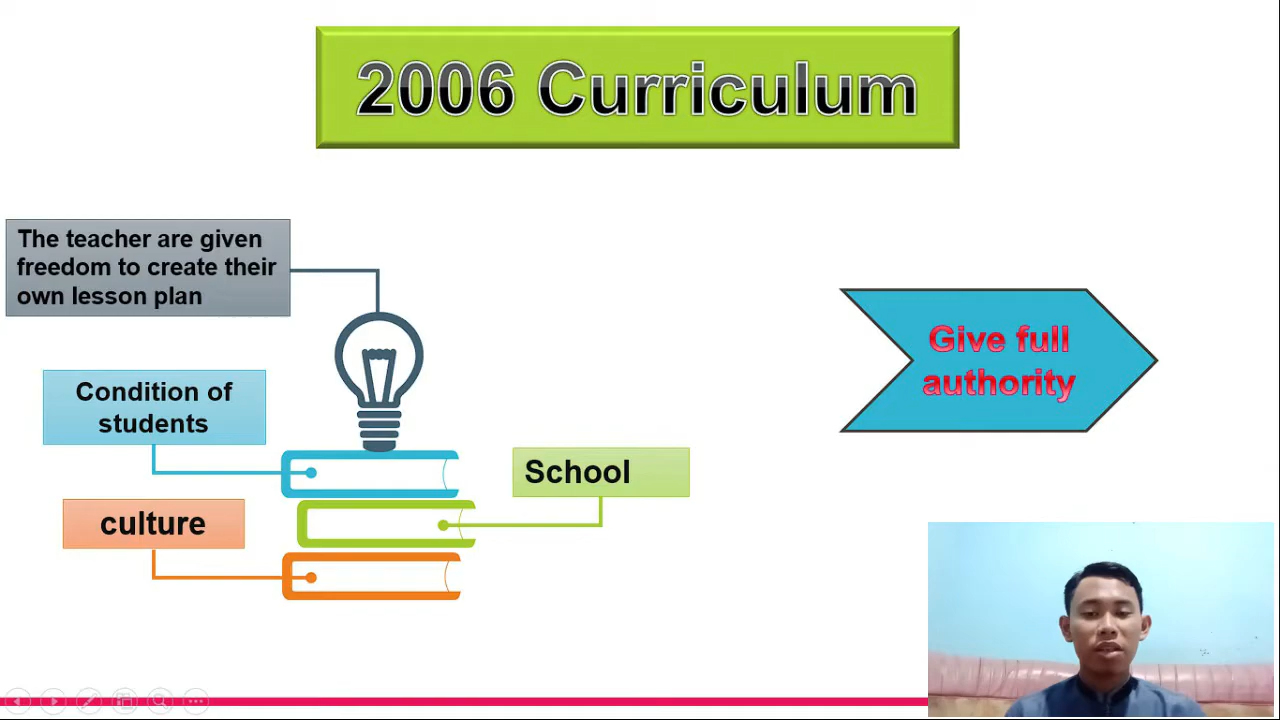 2006 Curriculum
The teacher are given
freedom to create their
own lesson plan
Condition of
students
culture
School
Give full
authority